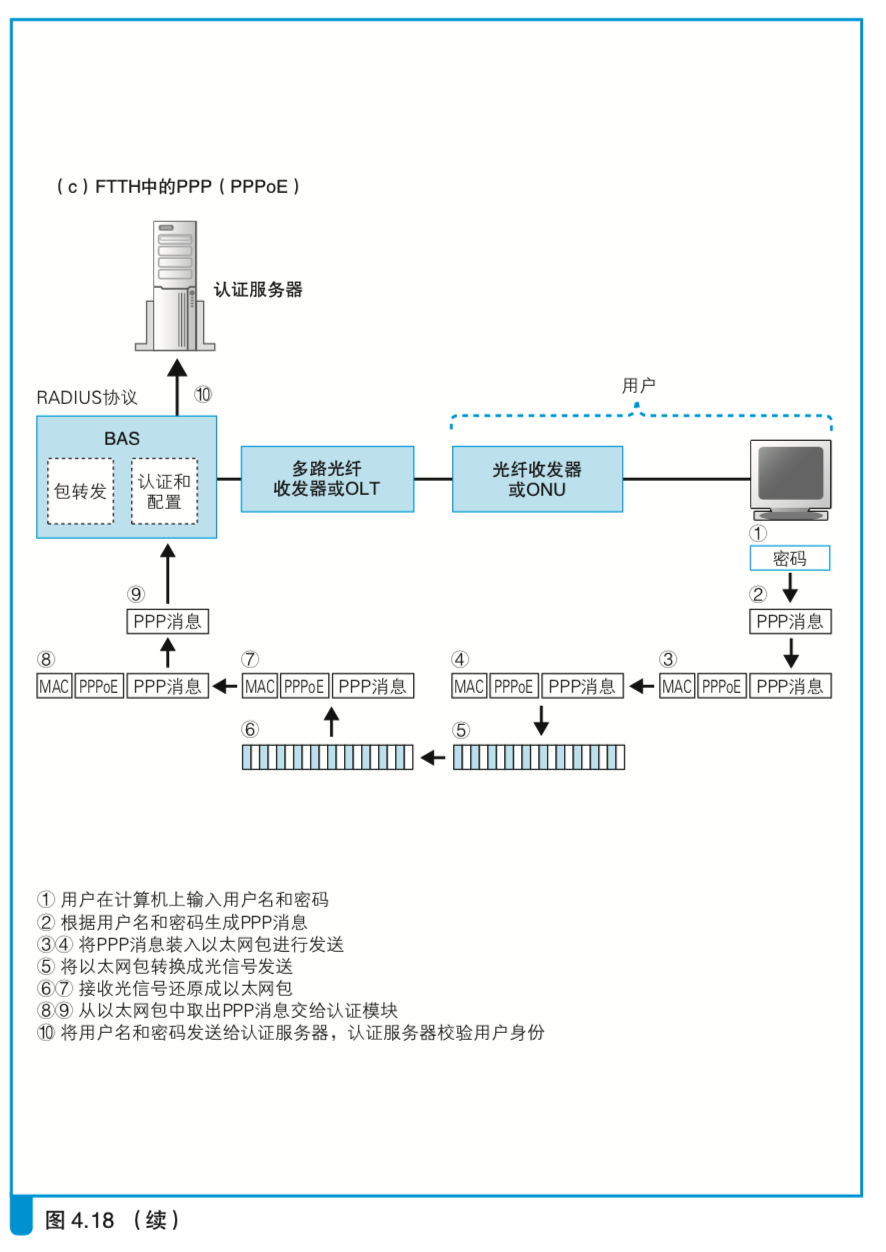 （c）FTTH中的PPP（PPPoE）
认证服务器
RADIUS协议
⑩
用户
BAS
包转发
认证和
配置
多路光纤
收发器或OLT
光纤收发器
或ONU
①
密码
②
PPP消息
⑨
PPP消息
⑧
MAC PPPoE PPP消息
⑦
MAC PPPoE PPP消息
④
MAC PPPoE PPP消息
③
MAC PPPoE PPP消息
⑥
⑤
① 用户在计算机上输入用户名和密码
② 根据用户名和密码生成PPP消息
③④ 将PPP消息装入以太网包进行发送
⑤ 将以太网包转换成光信号发送
⑥⑦ 接收光信号还原成以太网包
⑧⑨ 从以太网包中取出PPP消息交给认证模块
⑩ 将用户名和密码发送给认证服务器，认证服务器校验用户身份
图 4.18 （续）